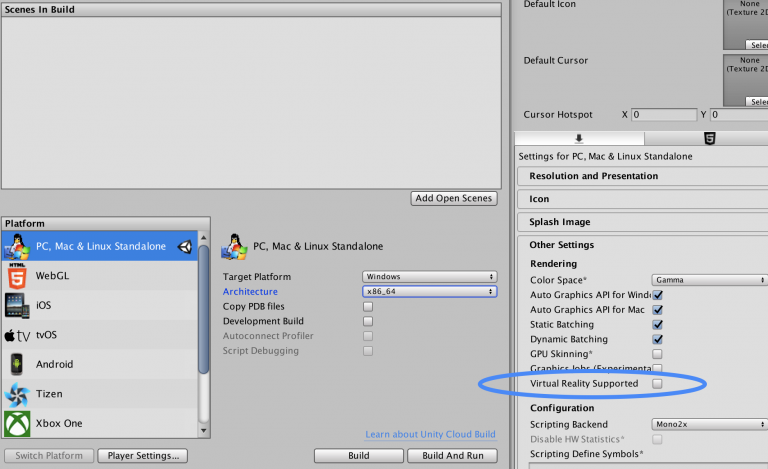 Scenes In Build
Add Open Scenes
Platform
PC, Mac & Linux Standalone
HTML
WebGL
iOS
tv
tvOS
Android
Tizen
Xbox One
Switch Platform
Player Settings...
PC, Mac & Linux Standalone
Target Platform
Windows
Architecture
x86_64
Copy PDB files
Development Build
Autoconnect Profiler
Script Debugging
Learn about Unity Cloud Build
Build
Build And Run
Default Icon
None
(Texture 2D
Selec
Default Cursor
None
(Texture 2D
Selec
Cursor Hotspot X 0 Y 0
Settings for PC, Mac & Linux Standalone
Resolution and Presentation
Icon
Splash Image
Other Settings
Rendering
Color Space* Gamma
Auto Graphics API for Wind
Auto Graphics API for Mac
Static Batching
Dynamic Batching
GPU Skinning*
Graphics Jobs (Experimenta
Virtual Reality Supported
Configuration
Scripting Backend Mono2x
Disable HW Statistics*
Scripting Define Symbols*